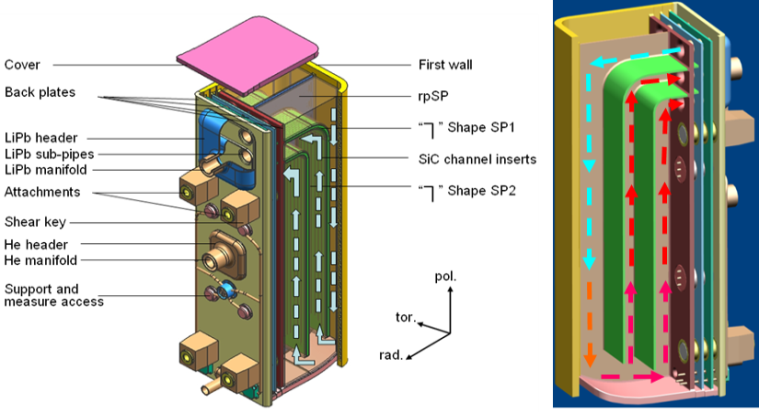 Cover
Back plates
LiPb header
LiPb sub-pipes
LiPb manifold
Attachments
Shear key
He header
He manifold
Support and
measure access
First wall
rpSP
“ㄱ” Shape SP1
SiC channel inserts
“ㄱ” Shape SP2
pol.
tor.
rad.